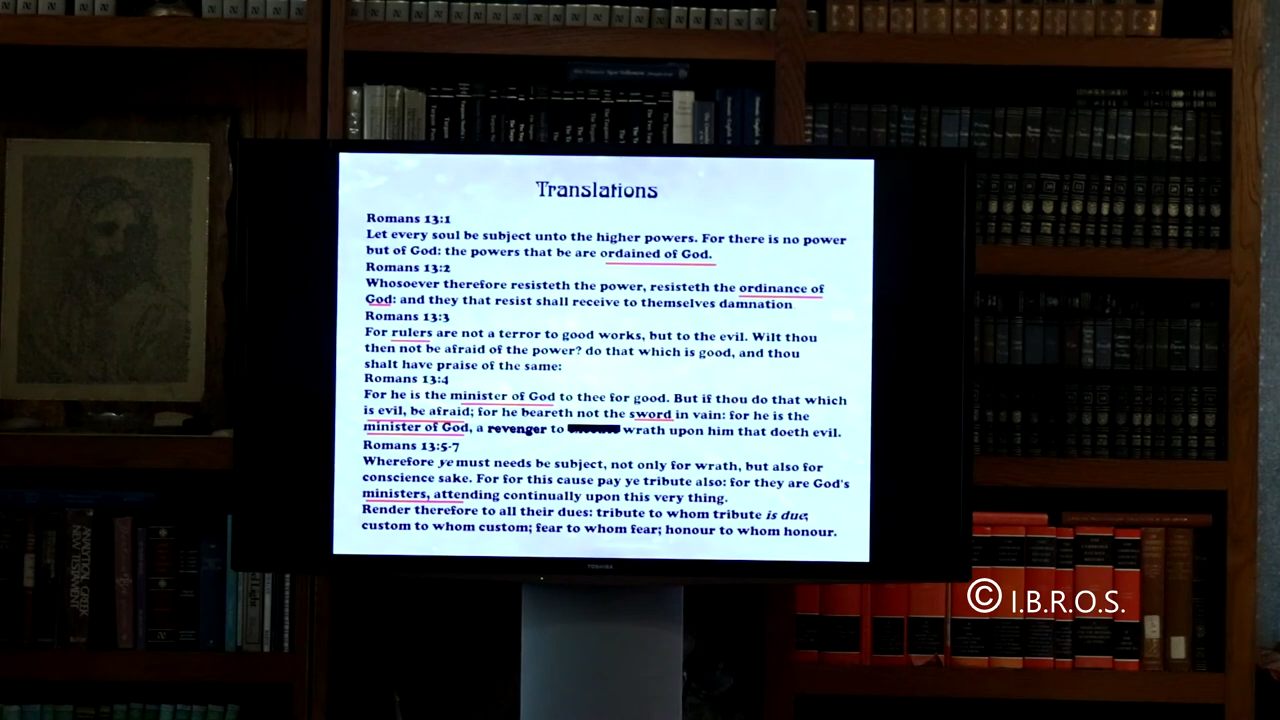 Translations
Romans 13:1
Let every soul be subject unto the higher powers. For there is no power
but of God: the powers that be are ordained of God.
Romans 13:2
Whosoever therefore resisteth the power, resisteth the ordinance of
God: and they that resist shall receive to themselves damnation
Romans 13:3
For rulers are not a terror to good works, but to the evil. Wilt thou
then not be afraid of the power? do that which is good, and thou
shalt have praise of the same:
Romans 13:4
For he is the minister of God to thee for good. But if thou do that which
is evil, be afraid; for he beareth not the sword in vain: for he is the
minister of God, a revenger to wrath upon him that doeth evil.
Romans 13:5-7
Wherefore ye must needs be subject, not only for wrath, but also for
conscience sake. For for this cause pay ye tribute also: for they are God's
ministers, attending continually upon this very thing.
Render therefore to all their dues: tribute to whom tribute is due;
custom to whom custom; fear to whom fear; honour to whom honour.
TOSHIBA
ANALYTICAL GREEK
NEW TESTAMENT
© I.B.R.O.S.